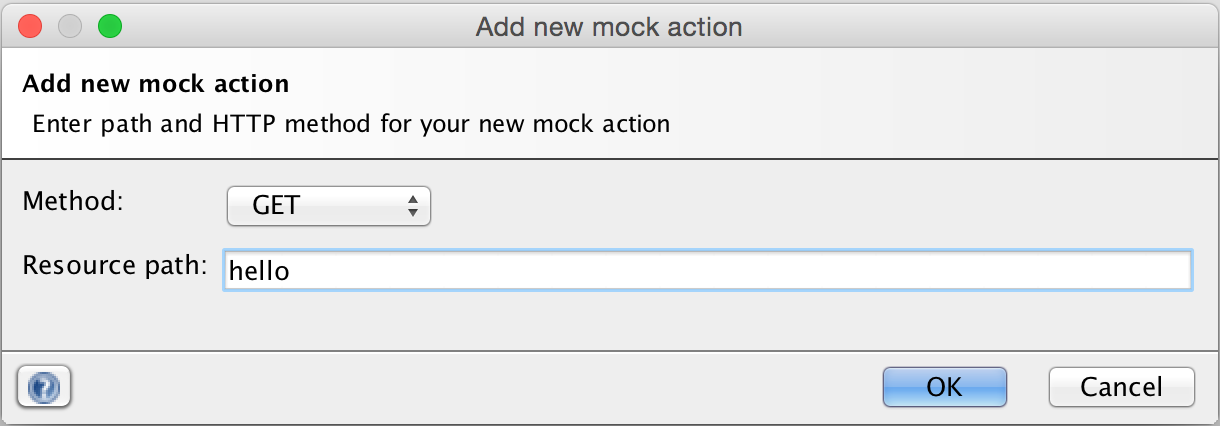 Add new mock action
Add new mock action
Enter path and HTTP method for your new mock action
Method: GET
Resource path: hello
? OK Cancel